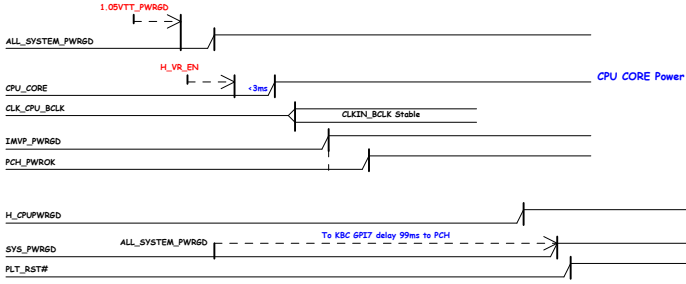 1.05VTT_PWRGD
ALL_SYSTEM_PWRGD
H_VR_EN
CPU_CORE
<3ms
CPU CORE Power
CLK_CPU_BCLK
CLKIN_BCLK Stable
IMVP_PWRGD
PCH_PWROK
H_CPUPWRGD
SYS_PWRGD
ALL_SYSTEM_PWRGD
To KBC GPI7 delay 99ms to PCH
PLT_RST#